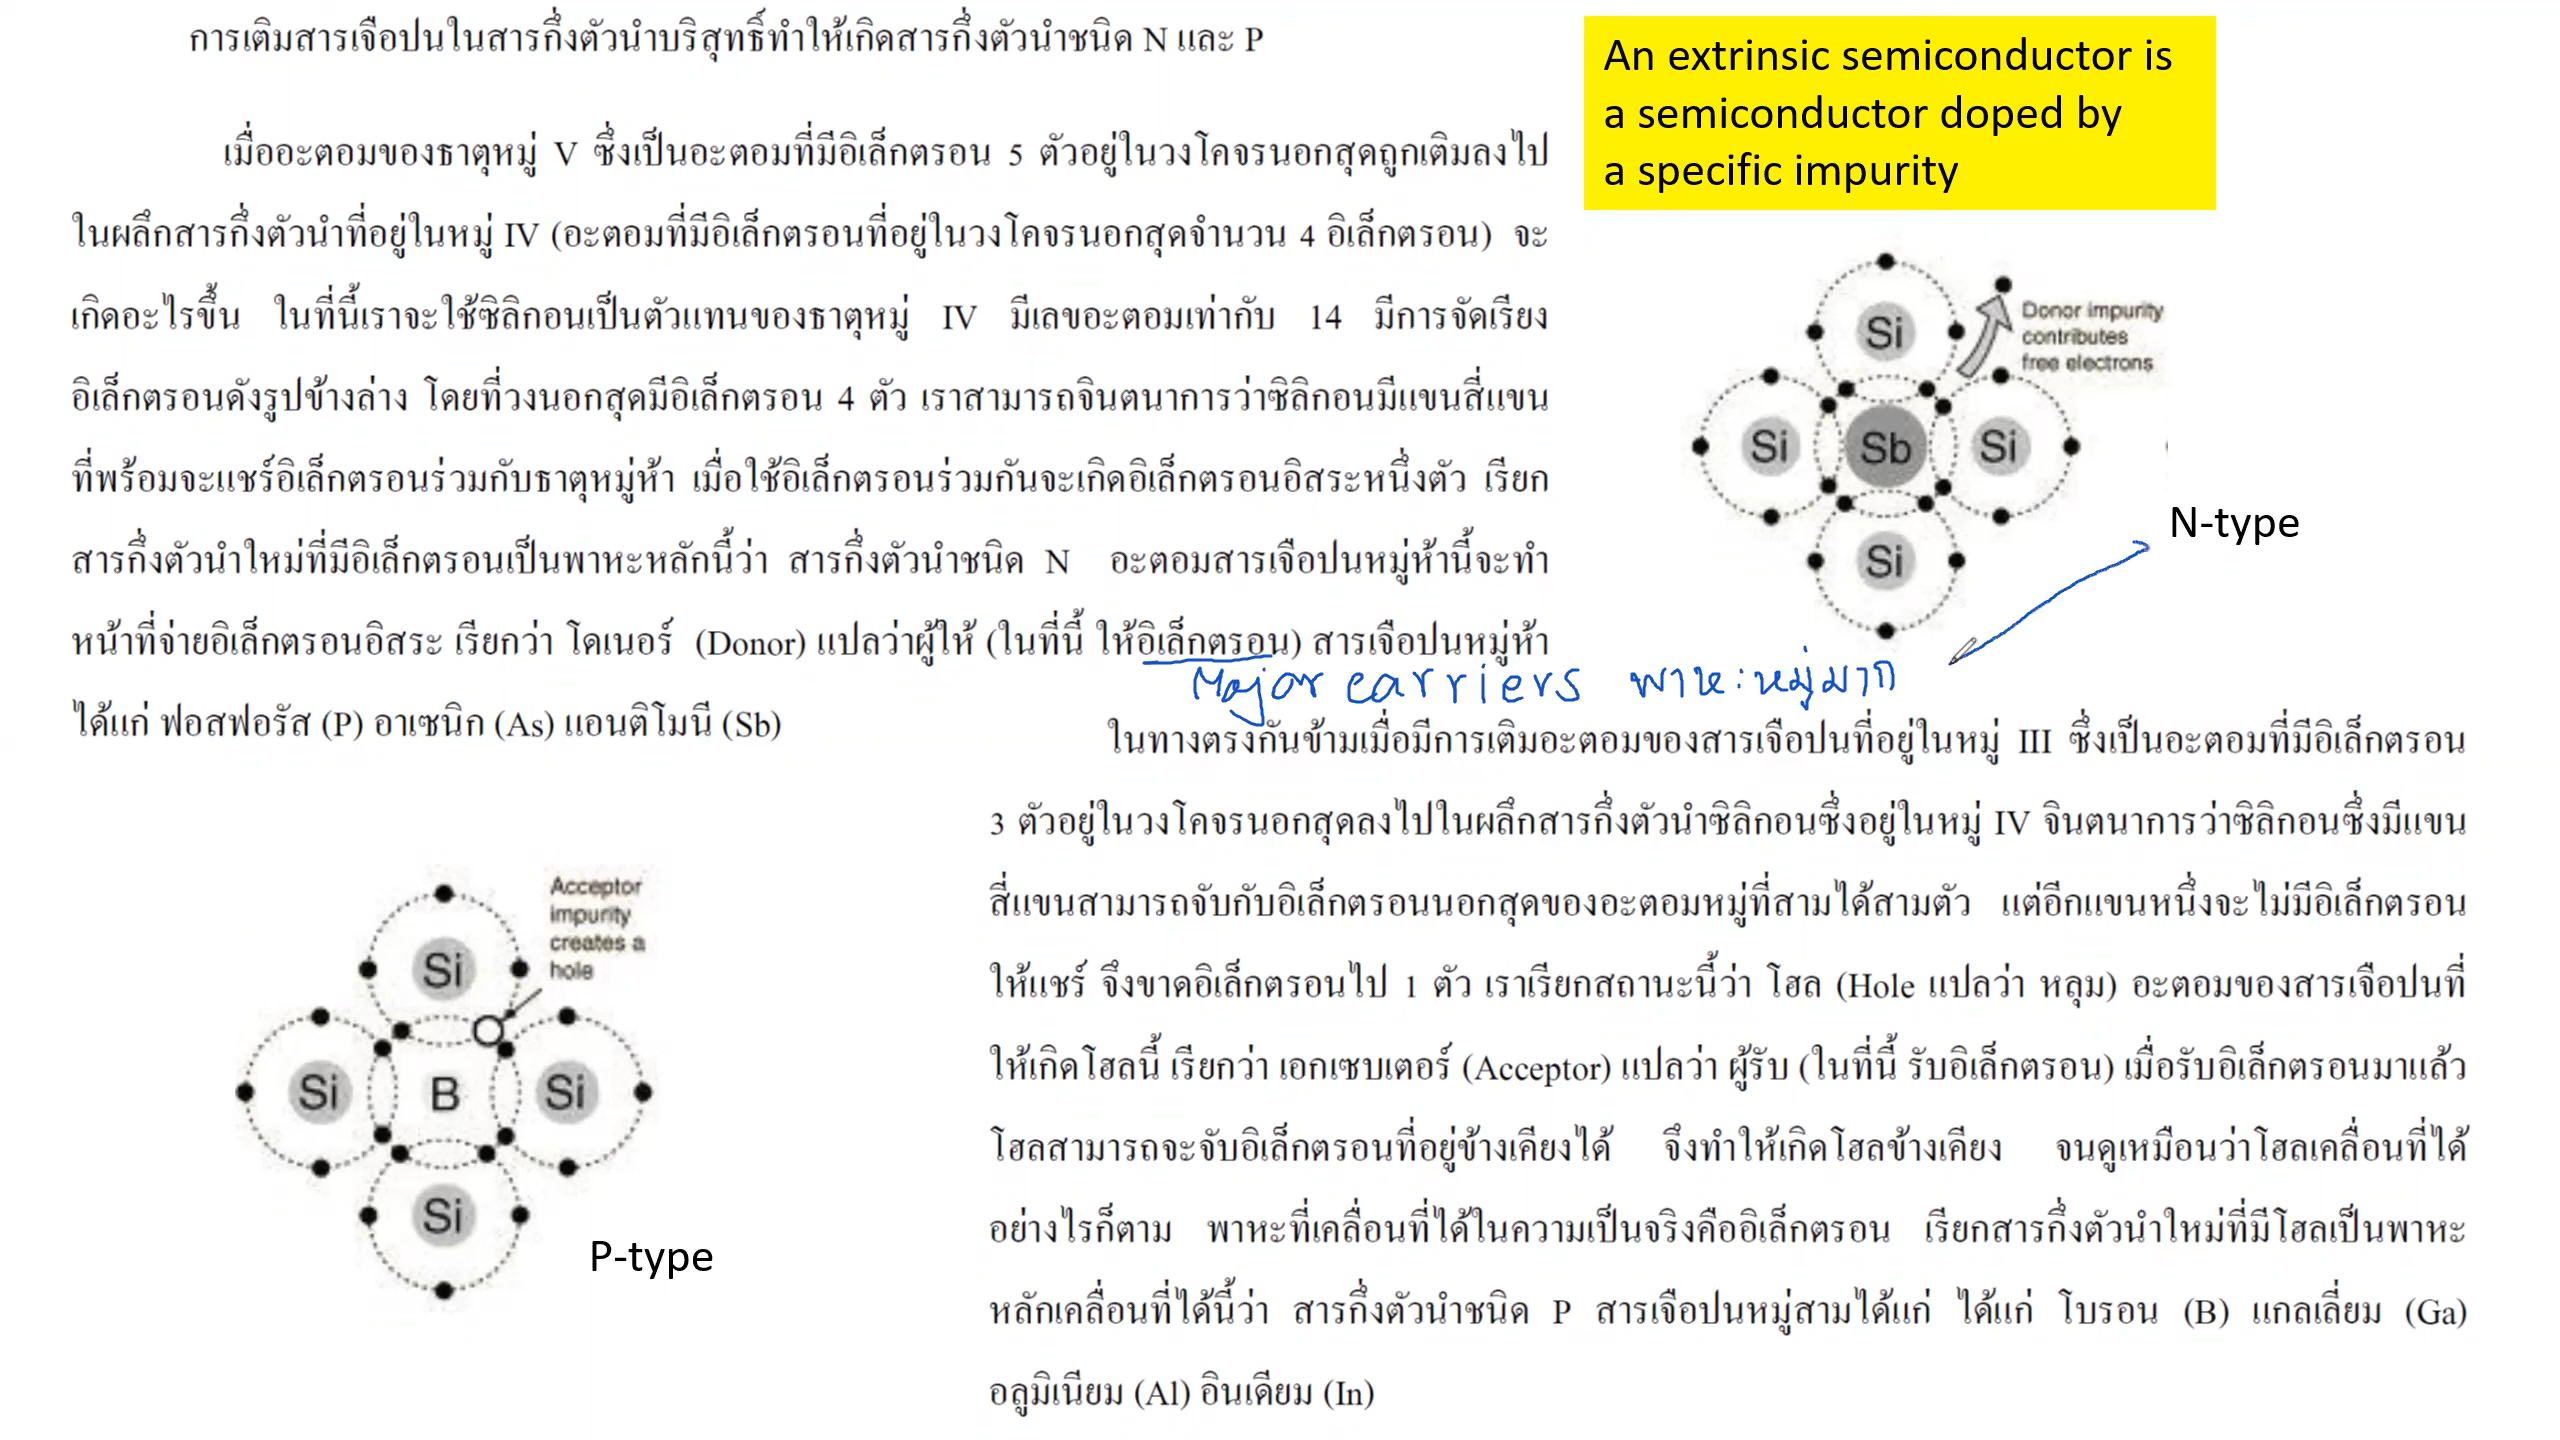 การเติมสารเจือปนในสารกึ่งตัวนำบริสุทธิ์ทำให้เกิดสารกึ่งตัวนำชนิด N และ P
An extrinsic semiconductor is
a semiconductor doped by
a specific impurity
เมื่ออะตอมของธาตุหมู่ V ซึ่งเป็นอะตอมที่มีอิเล็กตรอน 5 ตัวอยู่ในวงโคจรนอกสุดถูกเติมลงไป
ในผลึกสารกึ่งตัวนำที่อยู่ในหมู่ IV (อะตอมที่มีอิเล็กตรอนที่อยู่ในวงโคจรนอกสุดจำนวน 4 อิเล็กตรอน) จะ
เกิดอะไรขึ้น ในที่นี้เราจะใช้ซิลิกอนเป็นตัวแทนของธาตุหมู่ IV มีเลขอะตอมเท่ากับ 14 มีการจัดเรียง
อิเล็กตรอนดังรูปข้างล่าง โดยที่วงนอกสุดมีอิเล็กตรอน 4 ตัว เราสามารถจินตนาการว่าซิลิกอนมีแขนสี่แขน
ที่พร้อมจะแชร์อิเล็กตรอนร่วมกับธาตุหมู่ห้า เมื่อใช้อิเล็กตรอนร่วมกันจะเกิดอิเล็กตรอนอิสระหนึ่งตัว เรียก
สารกึ่งตัวนำใหม่ที่มีอิเล็กตรอนเป็นพาหะหลักนี้ว่า สารกึ่งตัวนำชนิด N อะตอมสารเจือปนหมู่ห้านี้จะทำ
หน้าที่จ่ายอิเล็กตรอนอิสระ เรียกว่า โดเนอร์ (Donor) แปลว่าผู้ให้ (ในที่นี้ ให้อิเล็กตรอน) สารเจือปนหมู่ห้า
ได้แก่ ฟอสฟอรัส (P) อาเซนิก (As) แอนติโมนี (Sb)
Si
Donor impurity
contributes
free electrons
Si Sb Si
Si
N-type
Major carriers พาหะหมู่มาก
ในทางตรงกันข้ามเมื่อมีการเติมอะตอมของสารเจือปนที่อยู่ในหมู่ III ซึ่งเป็นอะตอมที่มีอิเล็กตรอน
3 ตัวอยู่ในวงโคจรนอกสุดลงไปในผลึกสารกึ่งตัวนำซิลิกอนซึ่งอยู่ในหมู่ IV จินตนาการว่าซิลิกอนซึ่งมีแขน
สี่แขนสามารถจับกับอิเล็กตรอนนอกสุดของอะตอมหมู่ที่สามได้สามตัว แต่อีกแขนหนึ่งจะไม่มีอิเล็กตรอน
ให้แชร์ จึงขาดอิเล็กตรอนไป 1 ตัว เราเรียกสถานะนี้ว่า โฮล (Hole แปลว่า หลุม) อะตอมของสารเจือปนที่
ให้เกิดโฮลนี้ เรียกว่า เอกเซบเตอร์ (Acceptor) แปลว่า ผู้รับ (ในที่นี้ รับอิเล็กตรอน) เมื่อรับอิเล็กตรอนมาแล้ว
โฮลสามารถจะจับอิเล็กตรอนที่อยู่ข้างเคียงได้ จึงทำให้เกิดโฮลข้างเคียง จนดูเหมือนว่าโฮลเคลื่อนที่ได้
อย่างไรก็ตาม พาหะที่เคลื่อนที่ได้ในความเป็นจริงคืออิเล็กตรอน เรียกสารกึ่งตัวนำใหม่ที่มีโฮลเป็นพาหะ
หลักเคลื่อนที่ได้นี้ว่า สารกึ่งตัวนำชนิด P สารเจือปนหมู่สามได้แก่ ได้แก่ โบรอน (B) แกลเลี่ยม (Ga)
อลูมิเนียม (Al) อินเดียม (In)
Acceptor
impurity
creates a
hole
Si
Si B Si
Si
P-type